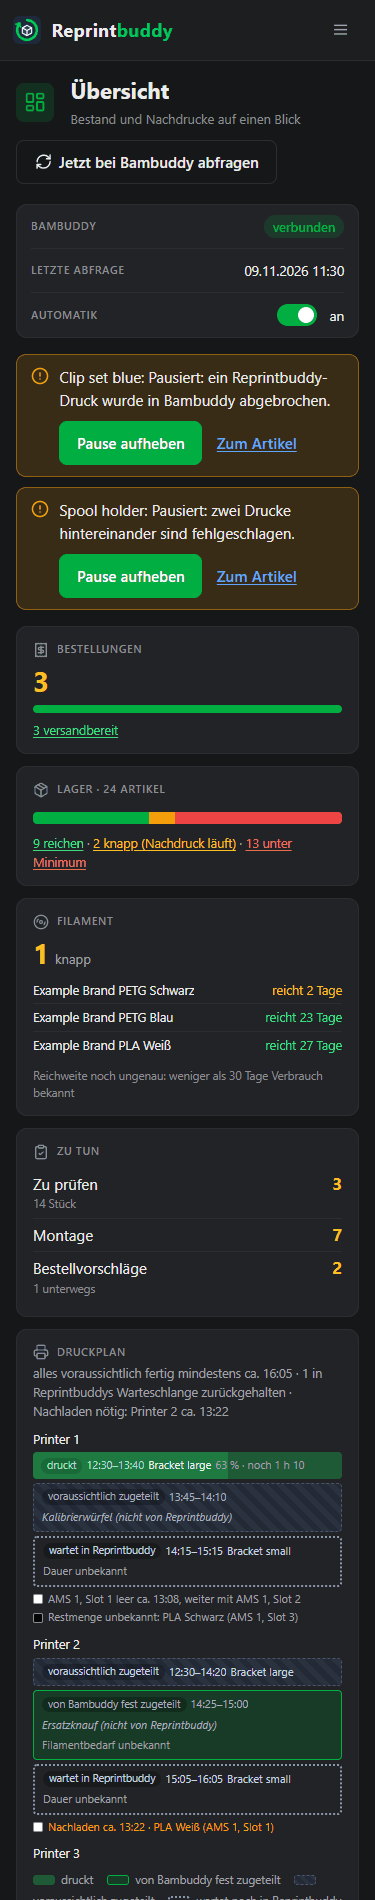 Reprintbuddy
Übersicht
Bestand und Nachdrucke auf einen Blick
Jetzt bei Bambuddy abfragen
BAMBUDDY
verbunden
LETZTE ABFRAGE
09.11.2026 11:30
AUTOMATIK
an
Clip set blue: Pausiert: ein Reprintbuddy-
Druck wurde in Bambuddy abgebrochen.
Pause aufheben
Zum Artikel
Spool holder: Pausiert: zwei Drucke
hintereinander sind fehlgeschlagen.
Pause aufheben
Zum Artikel
BESTELLUNGEN
3
3 versandbereit
LAGER · 24 ARTIKEL
9 reichen · 2 knapp (Nachdruck läuft) · 13 unter
Minimum
FILAMENT
1 knapp
Example Brand PETG Schwarz
reicht 2 Tage
Example Brand PETG Blau
reicht 23 Tage
Example Brand PLA Weiß
reicht 27 Tage
Reichweite noch ungenau: weniger als 30 Tage Verbrauch
bekannt
ZU TUN
Zu prüfen
3
14 Stück
Montage
7
Bestellvorschläge
2
1 unterwegs
DRUCKPLAN
alles voraussichtlich fertig mindestens ca. 16:05 · 1 in
Reprintbuddys Warteschlange zurückgehalten ·
Nachladen nötig: Printer 2 ca. 13:22
Printer 1
druckt 12:30–13:40 Bracket large 63 % · noch 1 h 10
voraussichtlich zugeteilt 13:45–14:10
Kalibrierwürfel (nicht von Reprintbuddy)
wartet in Reprintbuddy 14:15–15:15 Bracket small
Dauer unbekannt
AMS 1, Slot 1 leer ca. 13:08, weiter mit AMS 1, Slot 2
Restmenge unbekannt: PLA Schwarz (AMS 1, Slot 3)
Printer 2
voraussichtlich zugeteilt 12:30–14:20 Bracket large
von Bambuddy fest zugeteilt 14:25–15:00
Ersatzknauf (nicht von Reprintbuddy)
Filamentbedarf unbekannt
wartet in Reprintbuddy 15:05–16:05 Bracket small
Dauer unbekannt
Nachladen ca. 13:22 · PLA Weiß (AMS 1, Slot 1)
Printer 3
druckt
von Bambuddy fest zugeteilt